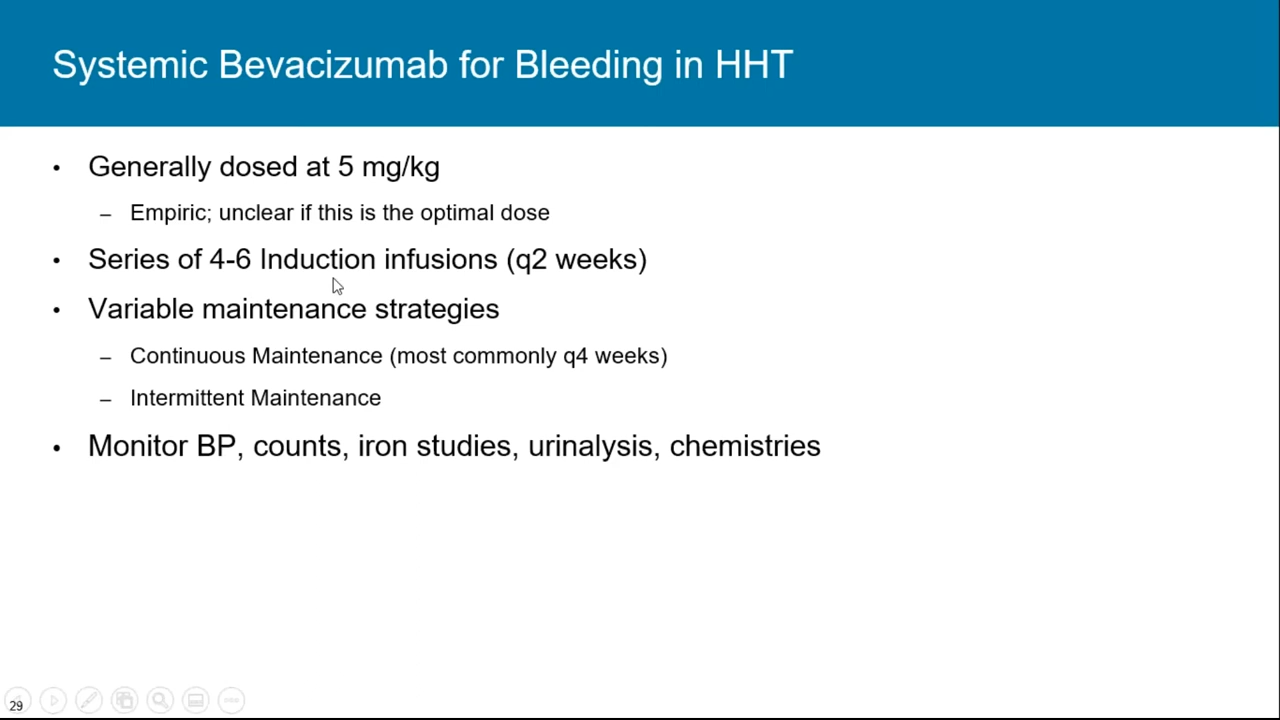 Systemic Bevacizumab for Bleeding in HHT
• Generally dosed at 5 mg/kg
– Empiric; unclear if this is the optimal dose
• Series of 4-6 Induction infusions (q2 weeks)
• Variable maintenance strategies
– Continuous Maintenance (most commonly q4 weeks)
– Intermittent Maintenance
• Monitor BP, counts, iron studies, urinalysis, chemistries
29